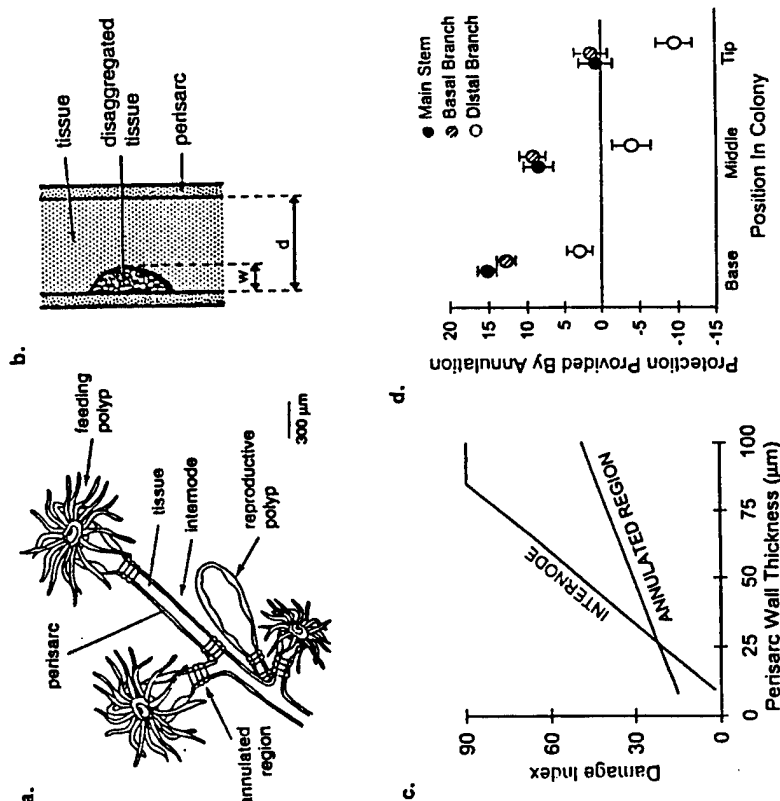 a.
feeding
polyp
perisarc
tissue
internode
reproductive
polyp
annulated
region
300 μm
b.
tissue
disaggregated
tissue
perisarc
w
d
c.
90
60
30
0
Damage Index
INTERNODE
ANNULATED REGION
0
25
50
75
100
Perisarc Wall Thickness (μm)
d.
20
15
10
5
0
-5
-10
-15
Protection Provided By Annulation
Main Stem
Basal Branch
Distal Branch
Base
Middle
Tip
Position In Colony